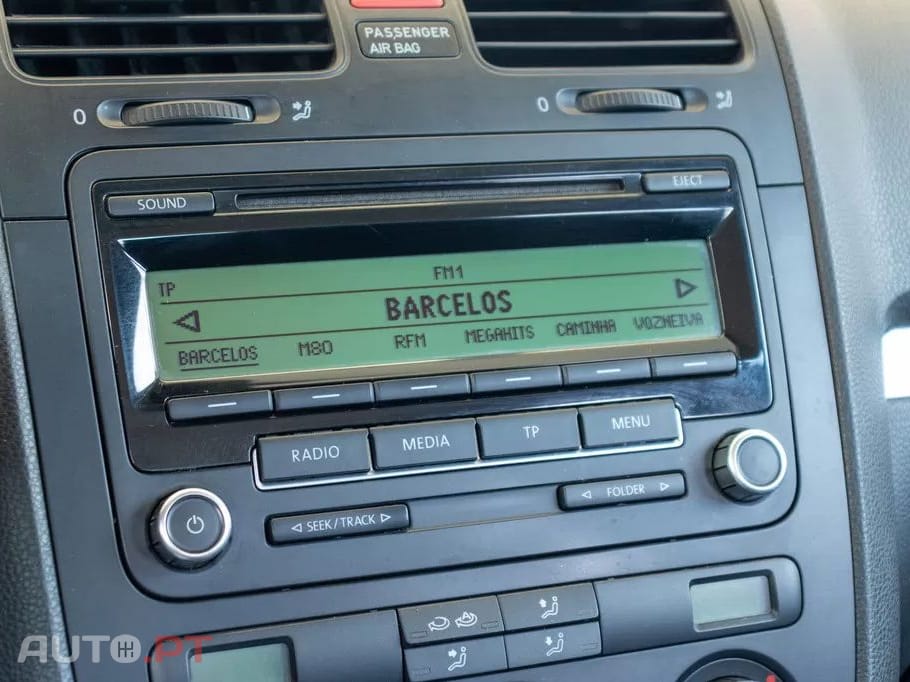 PASSENGER
AIR BAG
0
0
SOUND
EJECT
TP
FM1
BARCELOS
BARCELOS M80 RFM MEGAHITS CAMINHA VOZNEIVA
RADIO MEDIA TP MENU
SEEK/TRACK
FOLDER
A
AUTO.PT